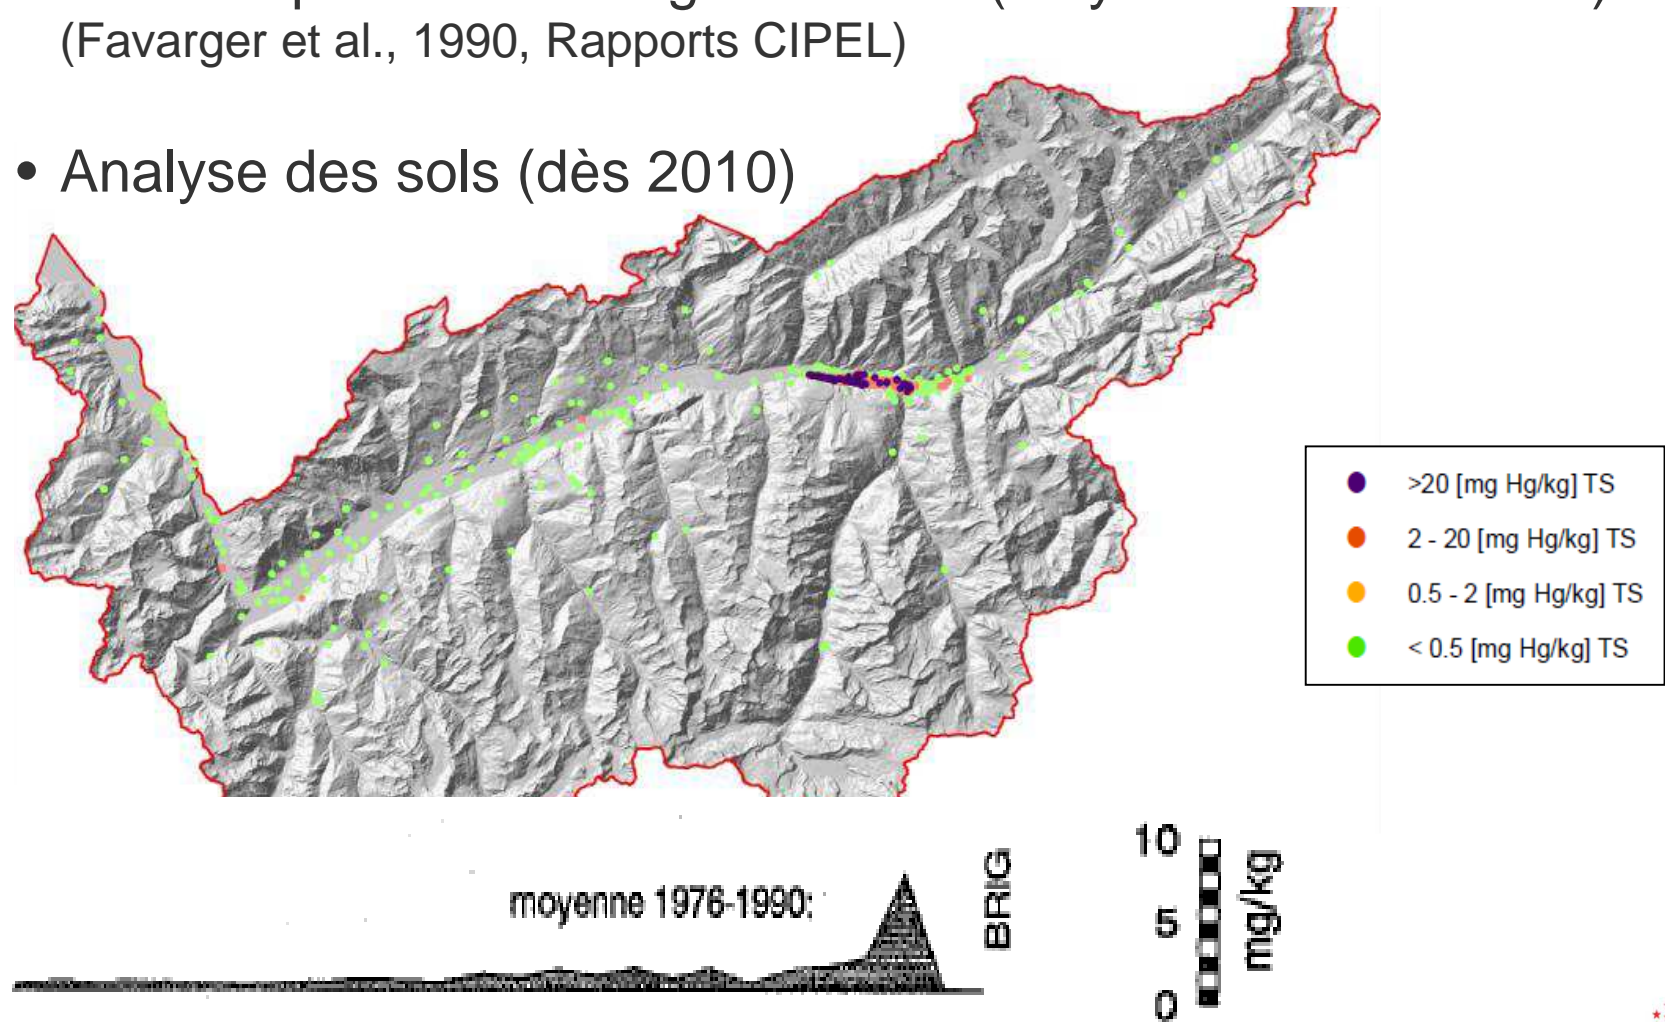 (Favarger et al., 1990, Rapports CIPEL)
• Analyse des sols (dès 2010)
>20 [mg Hg/kg] TS
2 - 20 [mg Hg/kg] TS
0.5 - 2 [mg Hg/kg] TS
< 0.5 [mg Hg/kg] TS
moyenne 1976-1990:
BRIG
10
5
0
mg/kg